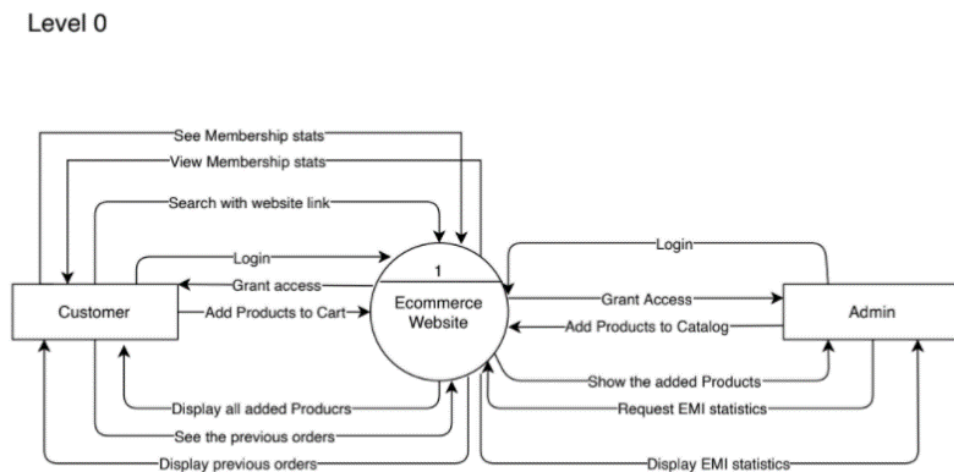 Level 0
See Membership stats
View Membership stats
Search with website link
Login
Login
1
Grant access
Ecommerce
Website
Grant Access
Customer
Add Products to Cart
Add Products to Catalog
Admin
Show the added Products
Display all added Producrs
Request EMI statistics
See the previous orders
Display previous orders
Display EMI statistics